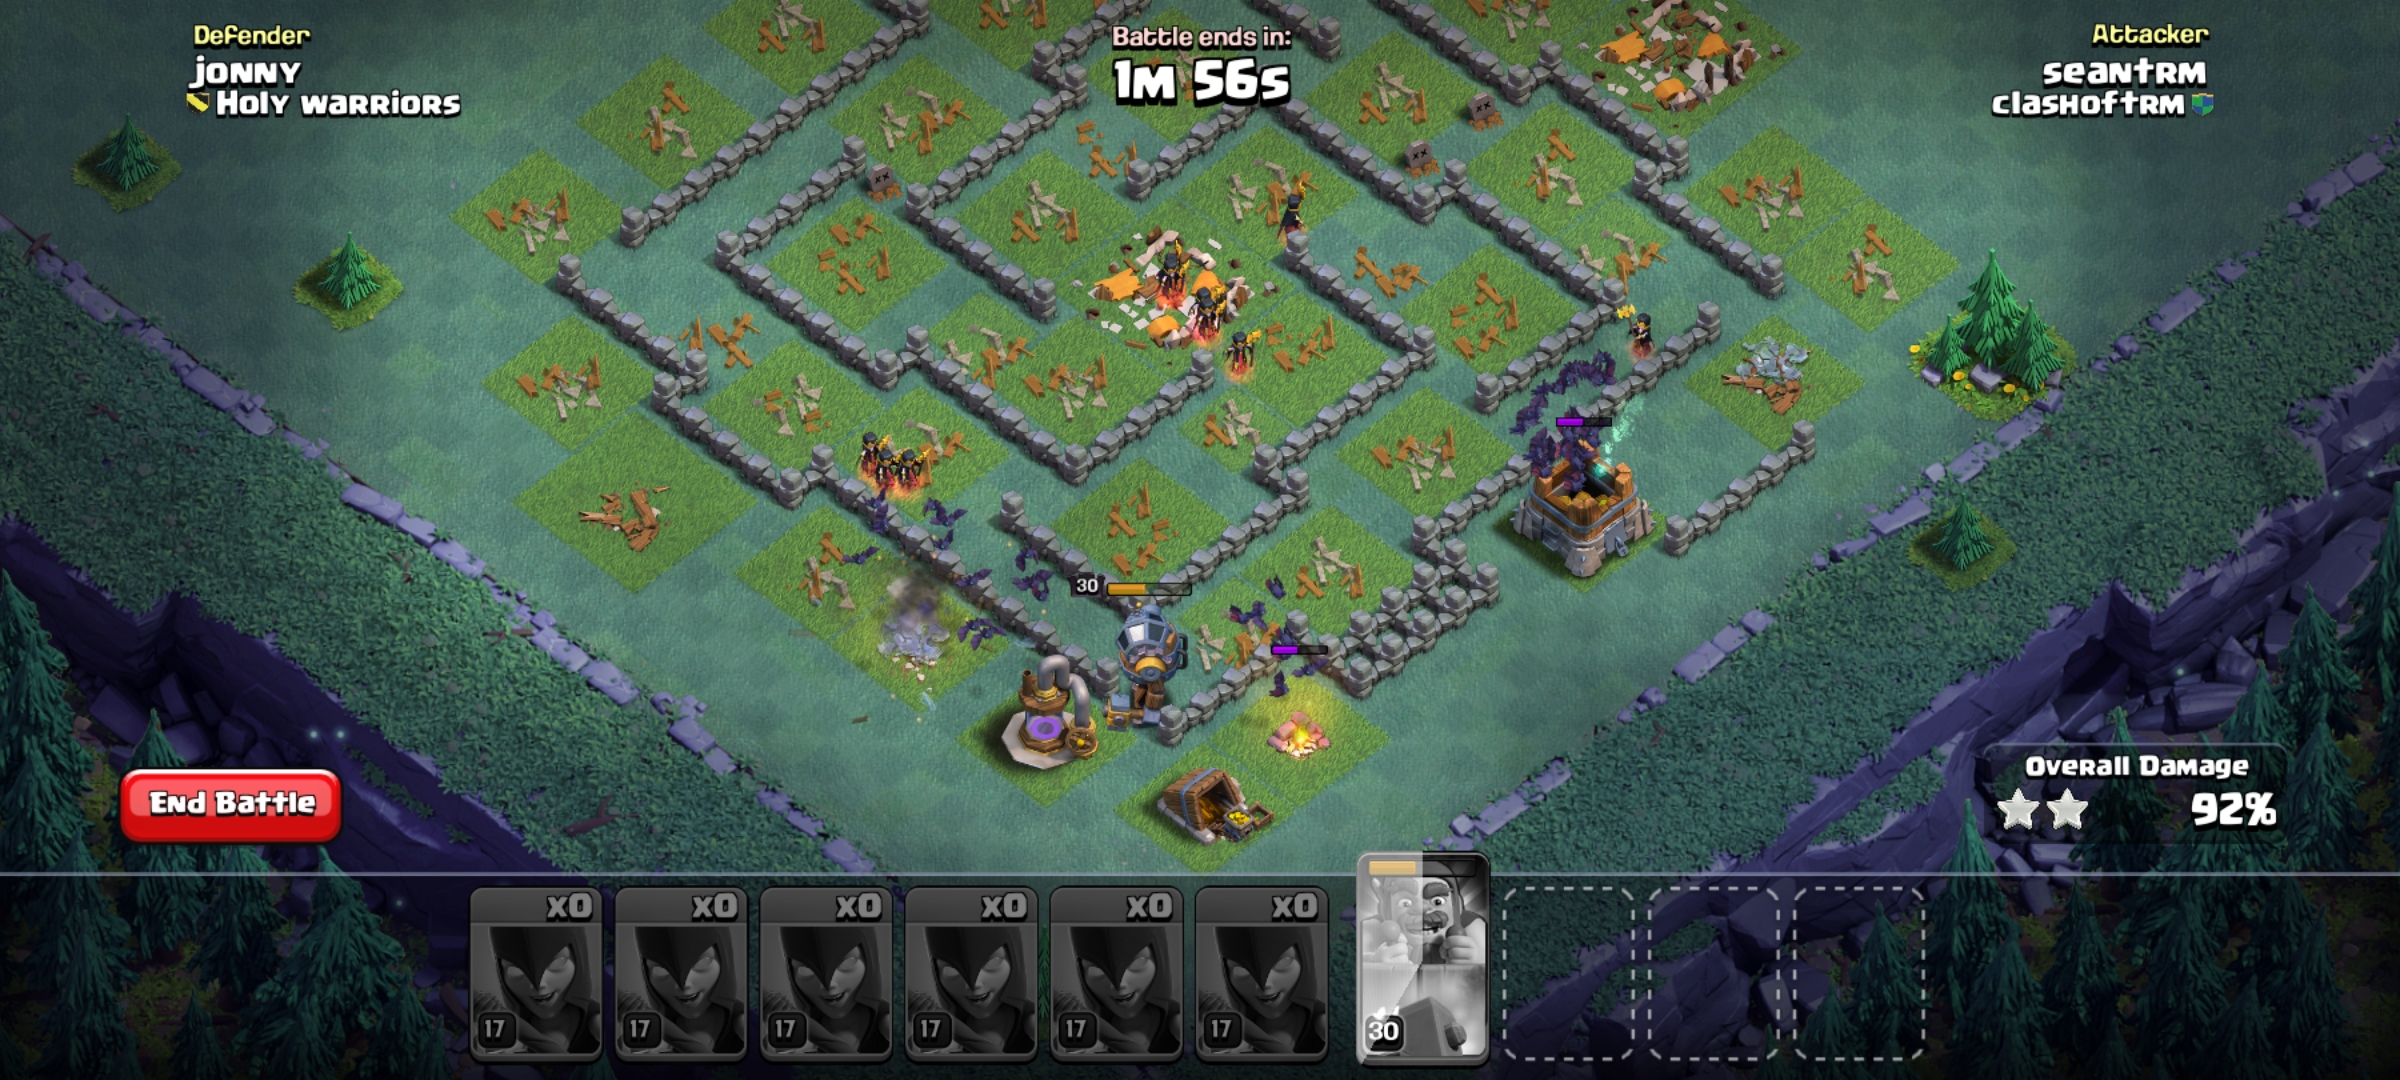 Defender
jONNY
Holy warriors
Battle ends in:
1M 56s
Attacker
seantRM
clashoftRM
30
End Battle
Overall Damage
92%
x0
x0
x0
x0
x0
x0
17
17
17
17
17
17
30